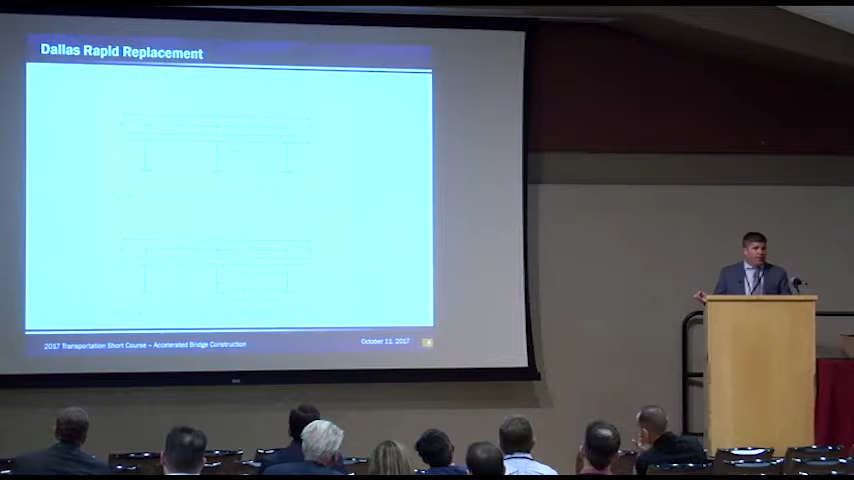 Dallas Rapid Replacement
2017 Transportation Short Course – Accelerated Bridge Construction
October 11, 2017